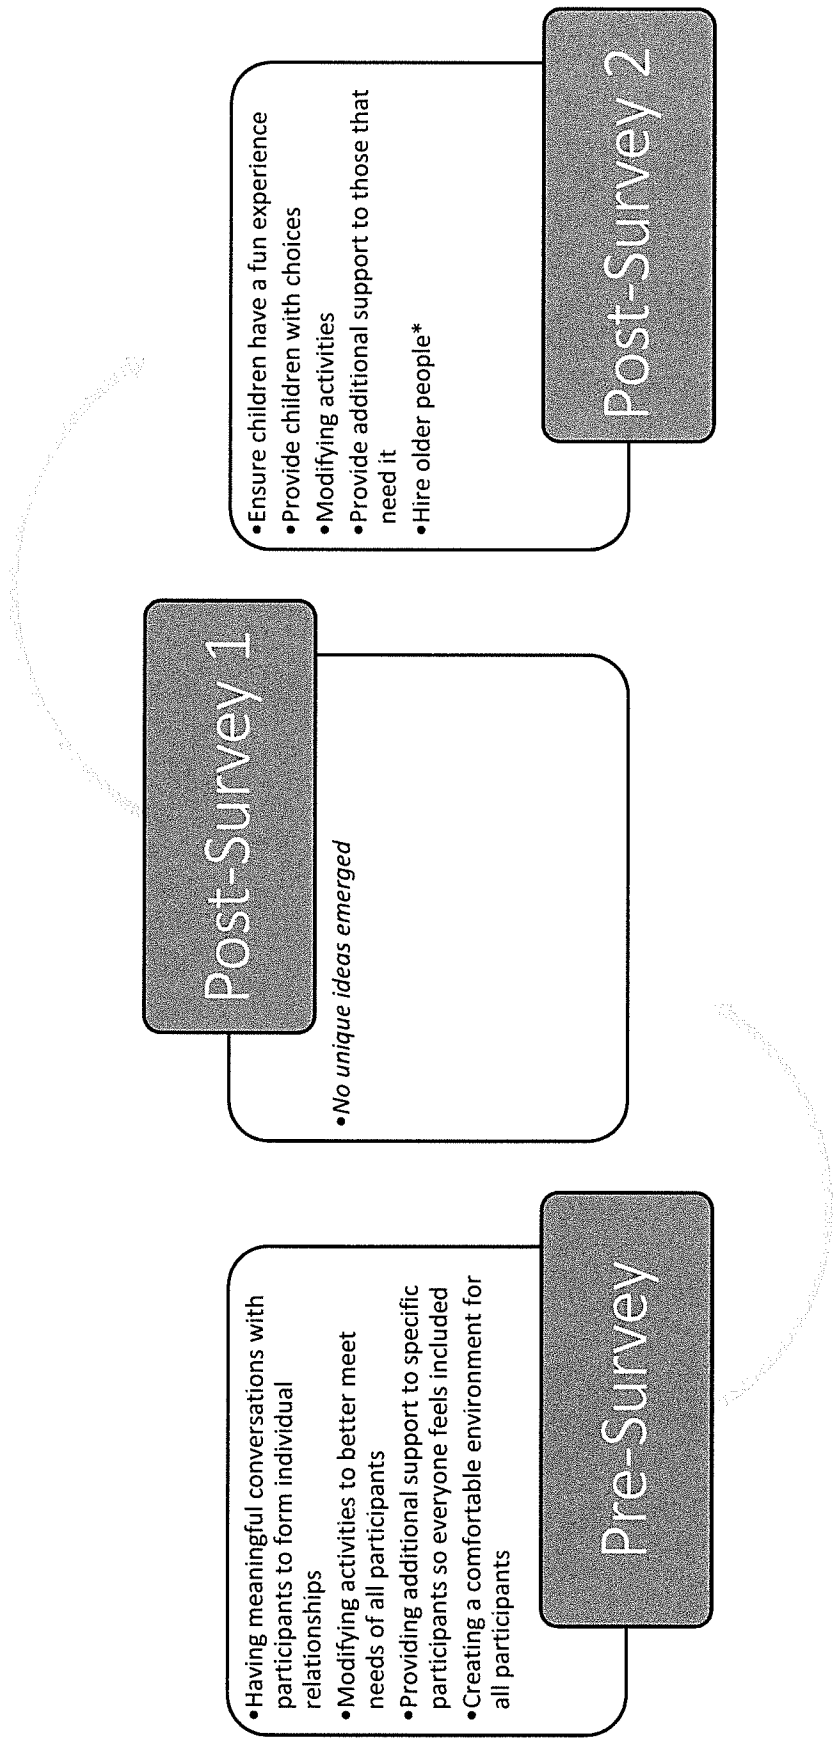 •Having meaningful conversations with
participants to form individual
relationships
•Modifying activities to better meet
needs of all participants
•Providing additional support to specific
participants so everyone feels included
•Creating a comfortable environment for
all participants
Pre-Survey
Post-Survey 1
•No unique ideas emerged
•Ensure children have a fun experience
•Provide children with choices
•Modifying activities
•Provide additional support to those that
need it
•Hire older people*
Post-Survey 2